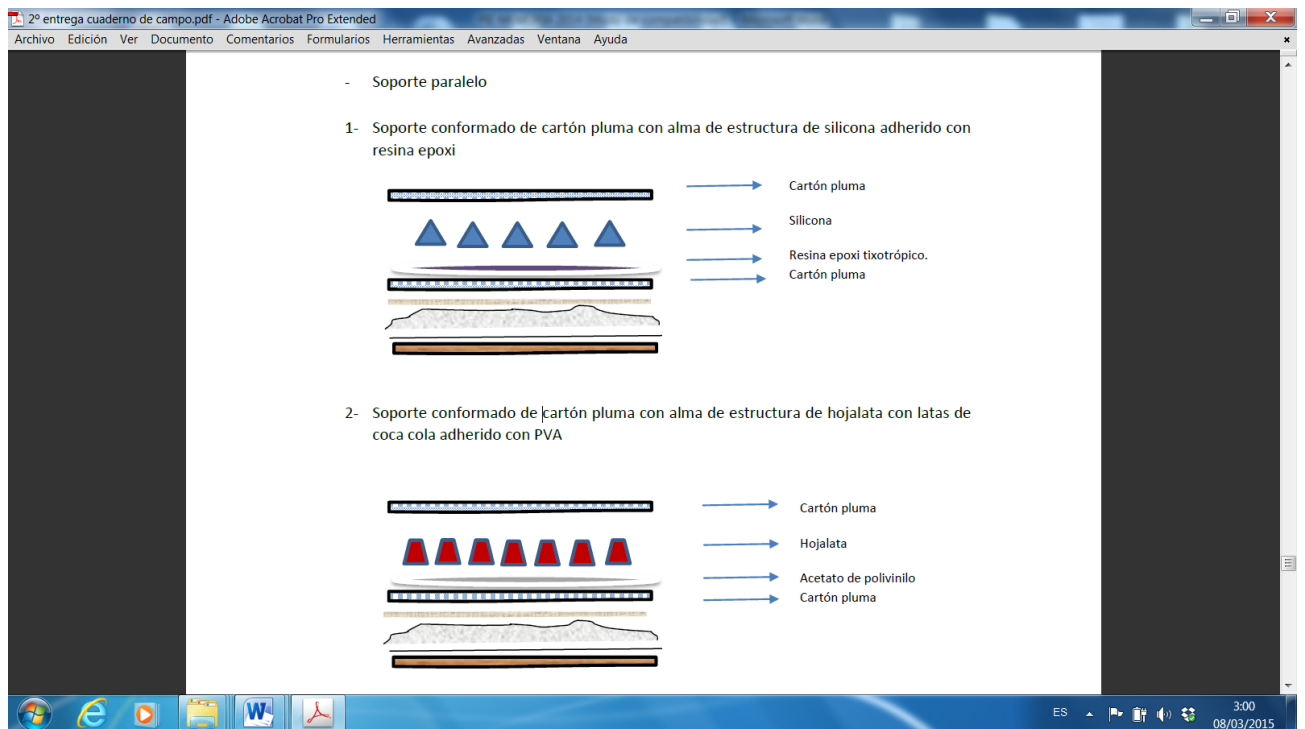 2º entrega cuaderno de campo.pdf - Adobe Acrobat Pro Extended
Archivo Edición Ver Documento Comentarios Formularios Herramientas Avanzadas Ventana Ayuda
- Soporte paralelo
1- Soporte conformado de cartón pluma con alma de estructura de silicona adherido con
resina epoxi
Cartón pluma
Silicona
Resina epoxi tixotrópico.
Cartón pluma
2- Soporte conformado de cartón pluma con alma de estructura de hojalata con latas de
coca cola adherido con PVA
Cartón pluma
Hojalata
Acetato de polivinilo
Cartón pluma
ES
3:00
08/03/2015